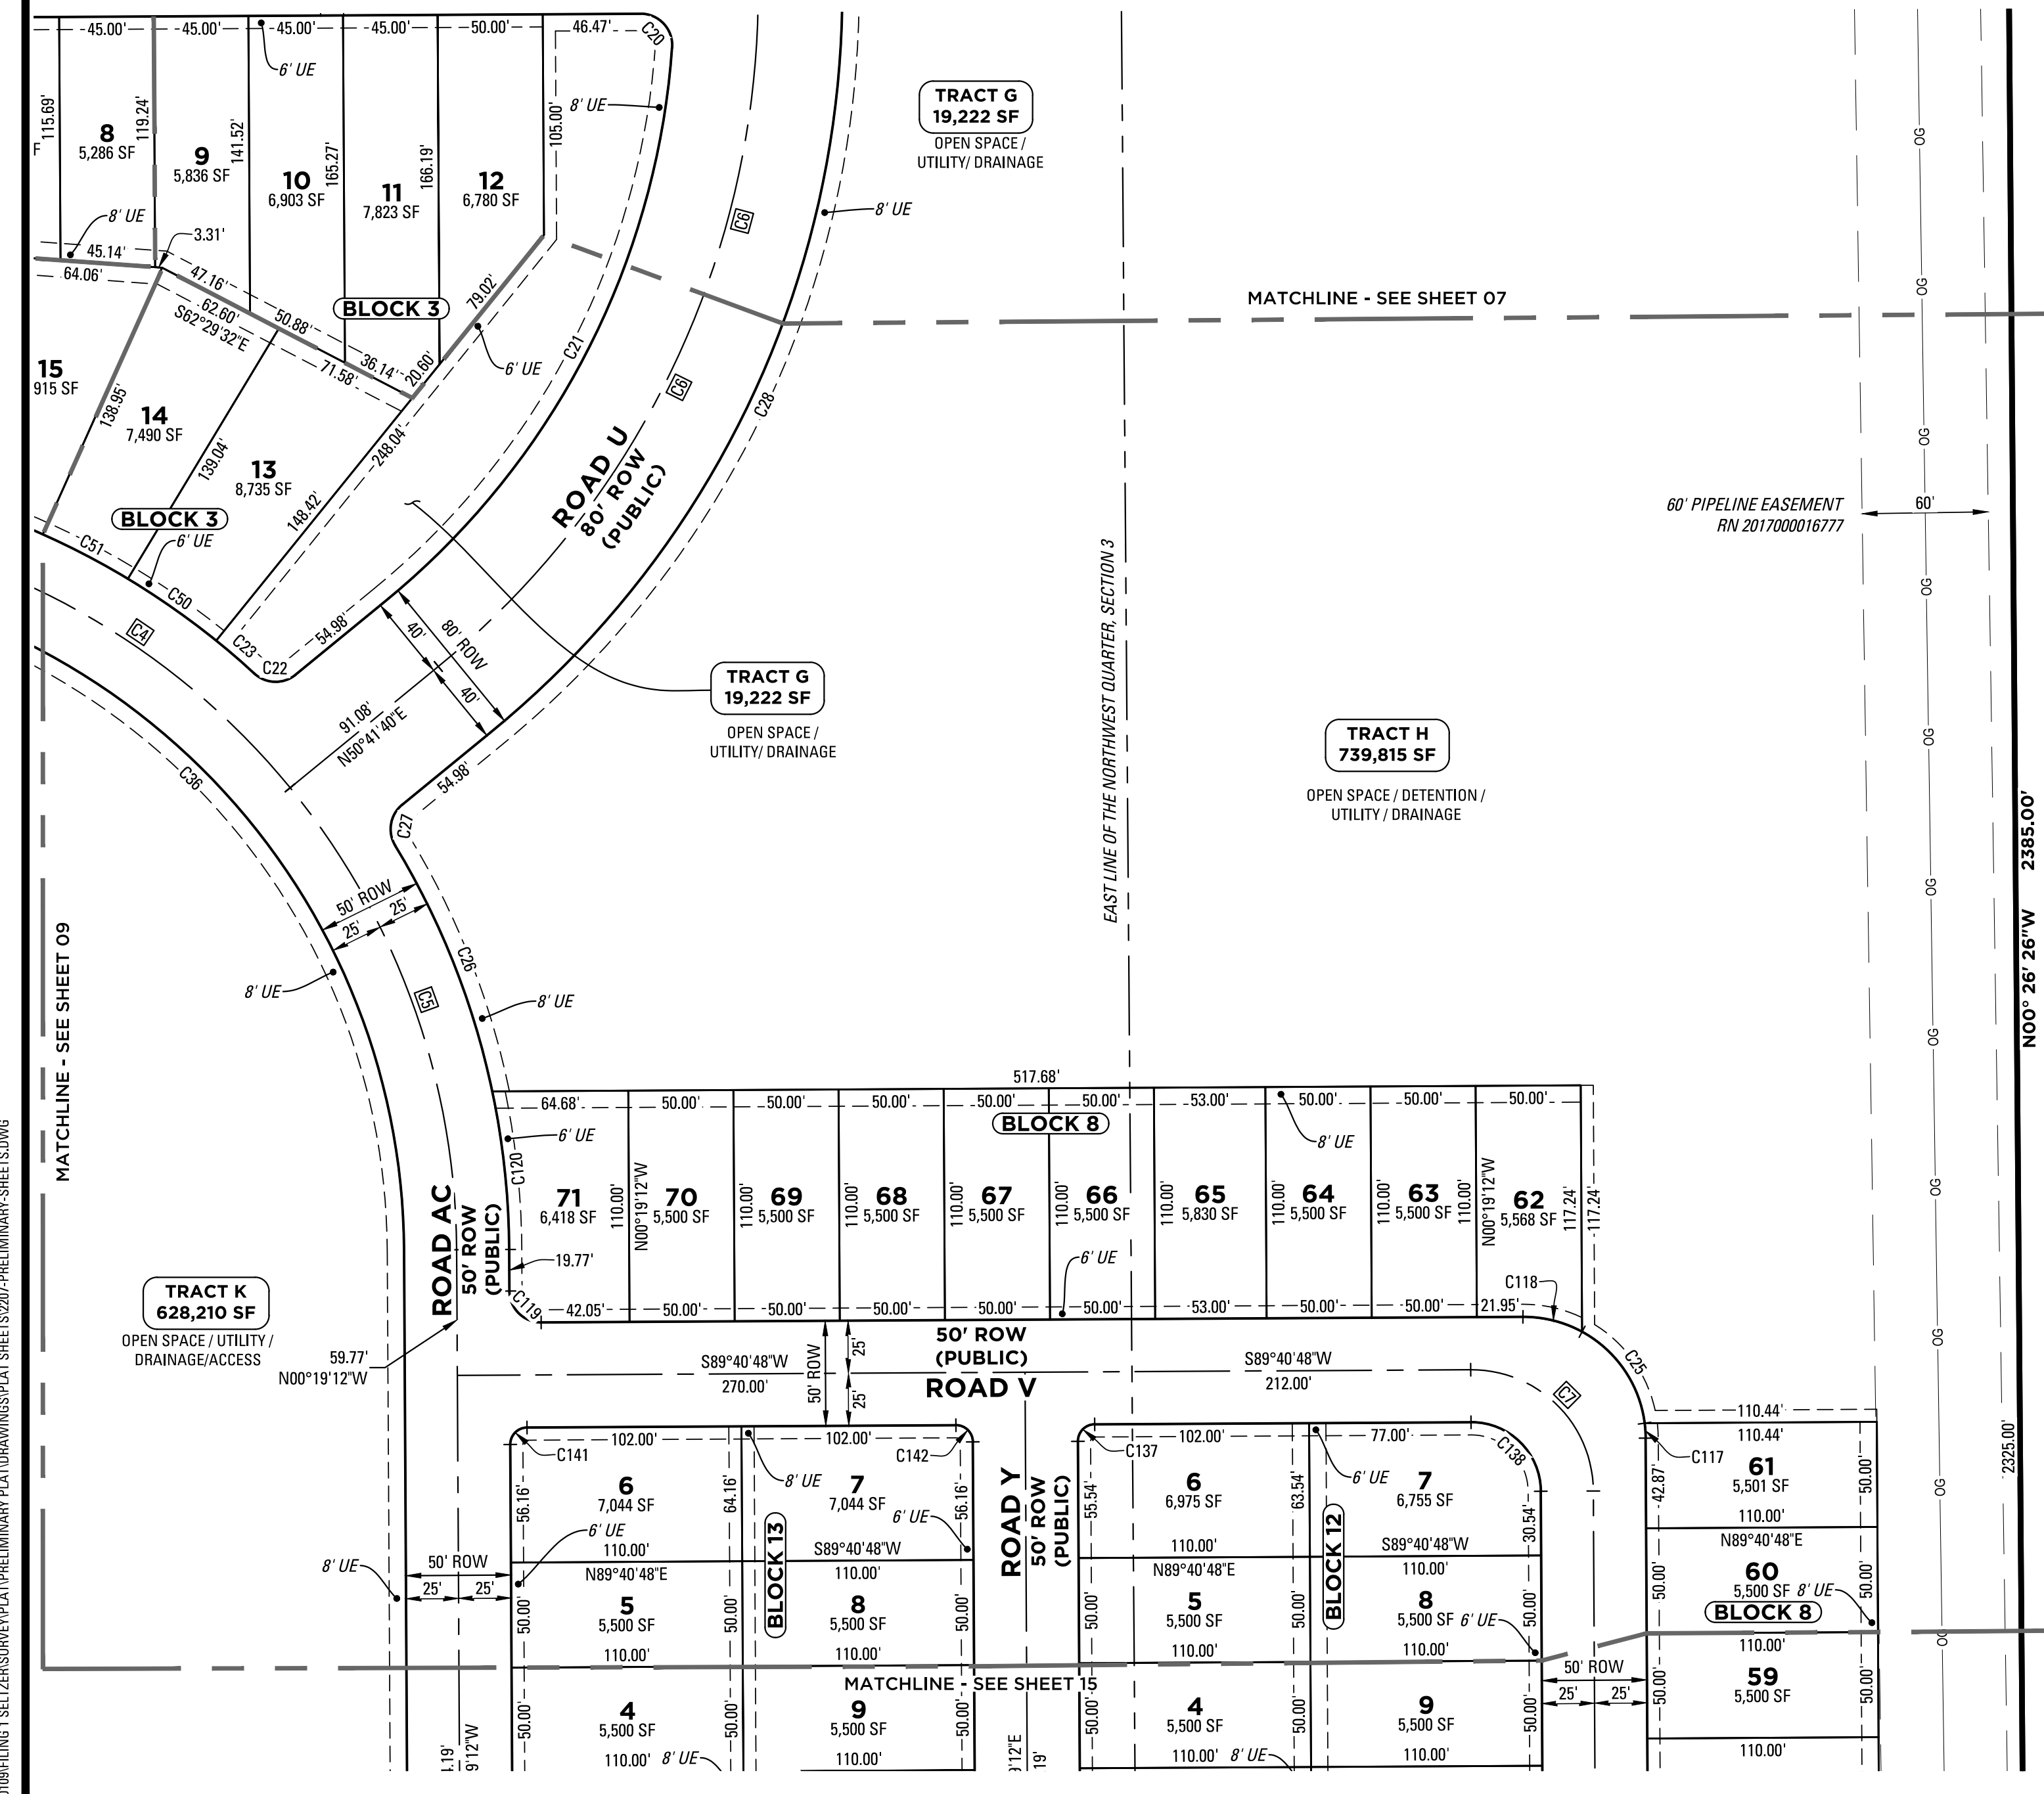 45.00'
45.00'
45.00'
45.00'
50.00'
46.47'
C20
6' UE
8' UE
TRACT G
19,222 SF
OPEN SPACE /
UTILITY/ DRAINAGE
115.69'
8
5,286 SF
119.24'
9
5,836 SF
141.52'
10
6,903 SF
165.27'
11
7,823 SF
166.19'
12
6,780 SF
105.00'
F
8' UE
3.31'
45.14'
64.06'
47.16'
62.60'
S62°29'32"E
50.88'
BLOCK 3
79.02'
6' UE
36.14'
20.60'
71.58'
C21
C6
C6
8' UE
C28
MATCHLINE - SEE SHEET 07
15
915 SF
138.95'
14
7,490 SF
139.04'
13
8,735 SF
248.04'
148.42'
BLOCK 3
6' UE
C51
C50
C4
C23
C22
54.98'
ROAD U
80' ROW
(PUBLIC)
40'
80' ROW
40'
91.08'
N50°41'40"E
54.98'
TRACT G
19,222 SF
OPEN SPACE /
UTILITY/ DRAINAGE
EAST LINE OF THE NORTHWEST QUARTER, SECTION 3
60' PIPELINE EASEMENT
RN 2017000016777
60'
OG
OG
OG
OG
OG
OG
OG
OG
OG
OG
OG
OG
TRACT H
739,815 SF
OPEN SPACE / DETENTION /
UTILITY / DRAINAGE
N00° 26' 26"W 2385.00'
2325.00'
C36
C27
50' ROW
25'
25'
C26
C5
8' UE
8' UE
MATCHLINE - SEE SHEET 09
517.68'
64.68'
50.00'
50.00'
50.00'
50.00'
50.00'
53.00'
50.00'
50.00'
50.00'
BLOCK 8
6' UE
8' UE
C120
71
6,418 SF
110.00'
N00°19'12"W
70
5,500 SF
110.00'
69
5,500 SF
110.00'
68
5,500 SF
110.00'
67
5,500 SF
110.00'
66
5,500 SF
110.00'
65
5,830 SF
110.00'
64
5,500 SF
110.00'
63
5,500 SF
110.00'
N00°19'12"W
62
5,568 SF
117.24'
117.24'
19.77'
6' UE
C118
C119
42.05'
50.00'
50.00'
50.00'
50.00'
50.00'
53.00'
50.00'
50.00'
21.95'
ROAD AC
50' ROW
(PUBLIC)
TRACT K
628,210 SF
OPEN SPACE / UTILITY /
DRAINAGE/ACCESS
59.77'
N00°19'12"W
S89°40'48"W
270.00'
50' ROW
25'
25'
50' ROW
(PUBLIC)
ROAD V
S89°40'48"W
212.00'
C7
C25
C141
102.00'
102.00'
C142
C137
102.00'
77.00'
C138
110.44'
110.44'
C117
6
7,044 SF
56.16'
64.16'
8' UE
7
7,044 SF
56.16'
6' UE
6' UE
110.00'
S89°40'48"W
BLOCK 13
ROAD Y
50' ROW
(PUBLIC)
6
6,975 SF
55.54'
63.54'
6' UE
7
6,755 SF
30.54'
110.00'
S89°40'48"W
BLOCK 12
61
5,501 SF
42.87'
50.00'
8' UE
50' ROW
25'
25'
N89°40'48"E
5
5,500 SF
50.00'
50.00'
110.00'
110.00'
8
5,500 SF
50.00'
110.00'
N89°40'48"E
5
5,500 SF
50.00'
50.00'
110.00'
110.00'
8
5,500 SF
6' UE
50.00'
110.00'
N89°40'48"E
60
5,500 SF
8' UE
50.00'
50.00'
BLOCK 8
110.00'
MATCHLINE - SEE SHEET 15
4
5,500 SF
50.00'
50.00'
110.00'
8' UE
9
5,500 SF
50.00'
110.00'
4
5,500 SF
50.00'
50.00'
110.00'
8' UE
9
5,500 SF
50.00'
110.00'
50' ROW
25'
25'
59
5,500 SF
50.00'
50.00'
110.00'